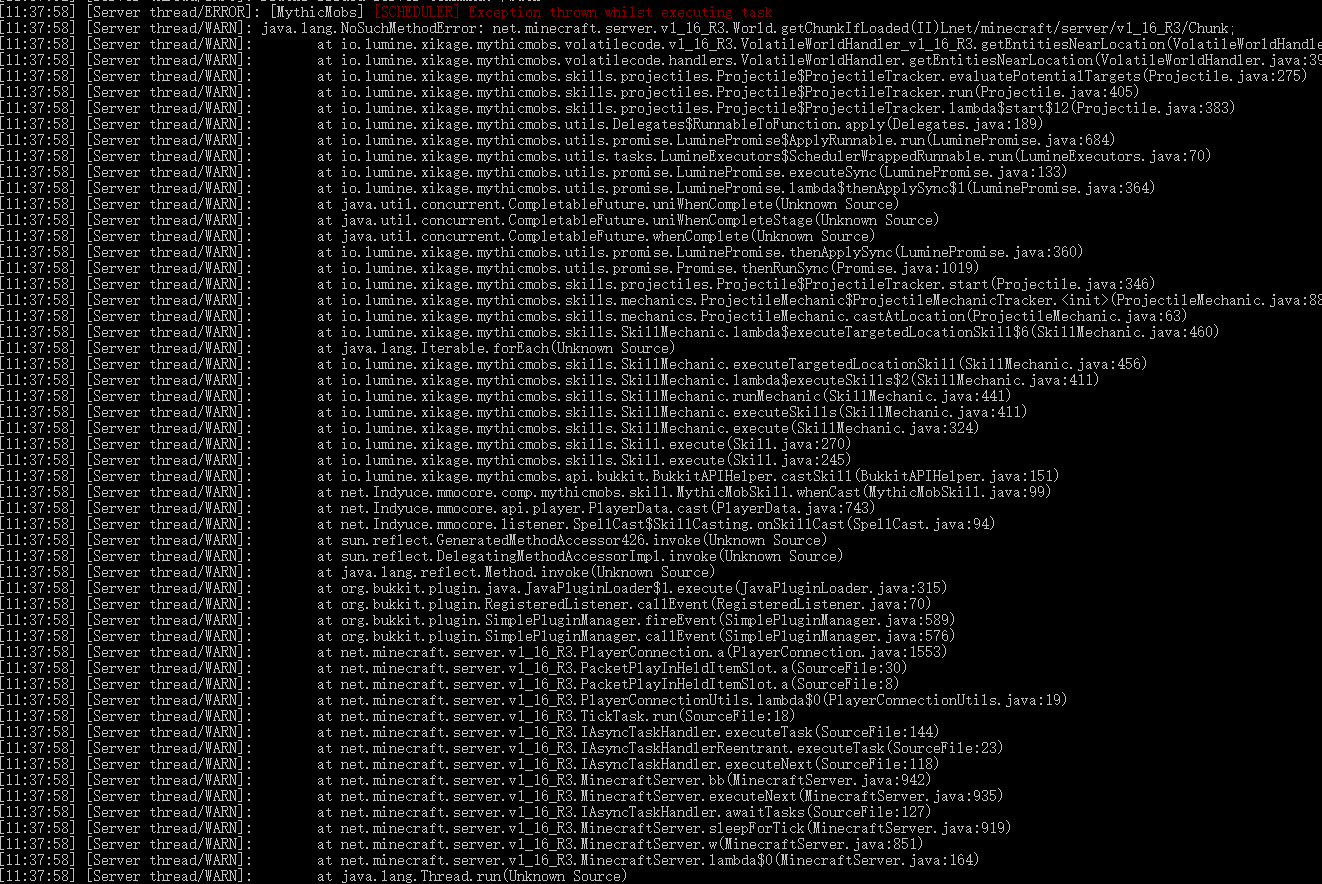 [11:37:58] [Server thread/ERROR]: [MythicMobs] [SCHEDULER] Exception thrown whilst executing task
[11:37:58] [Server thread/WARN]: java.lang.NoSuchMethodError: net.minecraft.server.v1_16_R3.World.getChunkIfLoaded(II)Lnet/minecraft/server/v1_16_R3/Chunk;
[11:37:58] [Server thread/WARN]: at io.lumine.xikage.mythicmobs.volatilecode.v1_16_R3.VolatileWorldHandler_v1_16_R3.getEntitiesNearLocation(VolatileWorldHandle
[11:37:58] [Server thread/WARN]: at io.lumine.xikage.mythicmobs.volatilecode.handlers.VolatileWorldHandler.getEntitiesNearLocation(VolatileWorldHandler.java:39
[11:37:58] [Server thread/WARN]: at io.lumine.xikage.mythicmobs.skills.projectiles.Projectile$ProjectileTracker.evaluatePotentialTargets(Projectile.java:275)
[11:37:58] [Server thread/WARN]: at io.lumine.xikage.mythicmobs.skills.projectiles.Projectile$ProjectileTracker.run(Projectile.java:405)
[11:37:58] [Server thread/WARN]: at io.lumine.xikage.mythicmobs.skills.projectiles.Projectile$ProjectileTracker.lambda$start$12(Projectile.java:383)
[11:37:58] [Server thread/WARN]: at io.lumine.xikage.mythicmobs.utils.Delegates$RunnableToFunction.apply(Delegates.java:189)
[11:37:58] [Server thread/WARN]: at io.lumine.xikage.mythicmobs.utils.promise.LuminePromise$ApplyRunnable.run(LuminePromise.java:684)
[11:37:58] [Server thread/WARN]: at io.lumine.xikage.mythicmobs.utils.tasks.LumineExecutors$SchedulerWrappedRunnable.run(LumineExecutors.java:70)
[11:37:58] [Server thread/WARN]: at io.lumine.xikage.mythicmobs.utils.promise.LuminePromise.executeSync(LuminePromise.java:133)
[11:37:58] [Server thread/WARN]: at io.lumine.xikage.mythicmobs.utils.promise.LuminePromise.lambda$thenApplySync$1(LuminePromise.java:364)
[11:37:58] [Server thread/WARN]: at java.util.concurrent.CompletableFuture.uniWhenComplete(Unknown Source)
[11:37:58] [Server thread/WARN]: at java.util.concurrent.CompletableFuture.uniWhenCompleteStage(Unknown Source)
[11:37:58] [Server thread/WARN]: at java.util.concurrent.CompletableFuture.whenComplete(Unknown Source)
[11:37:58] [Server thread/WARN]: at io.lumine.xikage.mythicmobs.utils.promise.LuminePromise.thenApplySync(LuminePromise.java:360)
[11:37:58] [Server thread/WARN]: at io.lumine.xikage.mythicmobs.utils.promise.Promise.thenRunSync(Promise.java:1019)
[11:37:58] [Server thread/WARN]: at io.lumine.xikage.mythicmobs.skills.projectiles.Projectile$ProjectileTracker.start(Projectile.java:346)
[11:37:58] [Server thread/WARN]: at io.lumine.xikage.mythicmobs.skills.mechanics.ProjectileMechanic$ProjectileMechanicTracker.<init>(ProjectileMechanic.java:88
[11:37:58] [Server thread/WARN]: at io.lumine.xikage.mythicmobs.skills.mechanics.ProjectileMechanic.castAtLocation(ProjectileMechanic.java:63)
[11:37:58] [Server thread/WARN]: at io.lumine.xikage.mythicmobs.skills.SkillMechanic.lambda$executeTargetedLocationSkill$6(SkillMechanic.java:460)
[11:37:58] [Server thread/WARN]: at java.lang.Iterable.forEach(Unknown Source)
[11:37:58] [Server thread/WARN]: at io.lumine.xikage.mythicmobs.skills.SkillMechanic.executeTargetedLocationSkill(SkillMechanic.java:456)
[11:37:58] [Server thread/WARN]: at io.lumine.xikage.mythicmobs.skills.SkillMechanic.lambda$executeSkills$2(SkillMechanic.java:411)
[11:37:58] [Server thread/WARN]: at io.lumine.xikage.mythicmobs.skills.SkillMechanic.runMechanic(SkillMechanic.java:441)
[11:37:58] [Server thread/WARN]: at io.lumine.xikage.mythicmobs.skills.SkillMechanic.executeSkills(SkillMechanic.java:411)
[11:37:58] [Server thread/WARN]: at io.lumine.xikage.mythicmobs.skills.SkillMechanic.execute(SkillMechanic.java:324)
[11:37:58] [Server thread/WARN]: at io.lumine.xikage.mythicmobs.skills.Skill.execute(Skill.java:270)
[11:37:58] [Server thread/WARN]: at io.lumine.xikage.mythicmobs.skills.Skill.execute(Skill.java:245)
[11:37:58] [Server thread/WARN]: at io.lumine.xikage.mythicmobs.api.bukkit.BukkitAPIHelper.castSkill(BukkitAPIHelper.java:151)
[11:37:58] [Server thread/WARN]: at net.Indyuce.mmocore.comp.mythicmobs.skill.MythicMobSkill.whenCast(MythicMobSkill.java:99)
[11:37:58] [Server thread/WARN]: at net.Indyuce.mmocore.api.player.PlayerData.cast(PlayerData.java:743)
[11:37:58] [Server thread/WARN]: at net.Indyuce.mmocore.listener.SpellCast$SkillCasting.onSkillCast(SpellCast.java:94)
[11:37:58] [Server thread/WARN]: at sun.reflect.GeneratedMethodAccessor426.invoke(Unknown Source)
[11:37:58] [Server thread/WARN]: at sun.reflect.DelegatingMethodAccessorImpl.invoke(Unknown Source)
[11:37:58] [Server thread/WARN]: at java.lang.reflect.Method.invoke(Unknown Source)
[11:37:58] [Server thread/WARN]: at org.bukkit.plugin.java.JavaPluginLoader$1.execute(JavaPluginLoader.java:315)
[11:37:58] [Server thread/WARN]: at org.bukkit.plugin.RegisteredListener.callEvent(RegisteredListener.java:70)
[11:37:58] [Server thread/WARN]: at org.bukkit.plugin.SimplePluginManager.fireEvent(SimplePluginManager.java:589)
[11:37:58] [Server thread/WARN]: at org.bukkit.plugin.SimplePluginManager.callEvent(SimplePluginManager.java:576)
[11:37:58] [Server thread/WARN]: at net.minecraft.server.v1_16_R3.PlayerConnection.a(PlayerConnection.java:1553)
[11:37:58] [Server thread/WARN]: at net.minecraft.server.v1_16_R3.PacketPlayInHeldItemSlot.a(SourceFile:30)
[11:37:58] [Server thread/WARN]: at net.minecraft.server.v1_16_R3.PacketPlayInHeldItemSlot.a(SourceFile:8)
[11:37:58] [Server thread/WARN]: at net.minecraft.server.v1_16_R3.PlayerConnectionUtils.lambda$0(PlayerConnectionUtils.java:19)
[11:37:58] [Server thread/WARN]: at net.minecraft.server.v1_16_R3.TickTask.run(SourceFile:18)
[11:37:58] [Server thread/WARN]: at net.minecraft.server.v1_16_R3.IAsyncTaskHandler.executeTask(SourceFile:144)
[11:37:58] [Server thread/WARN]: at net.minecraft.server.v1_16_R3.IAsyncTaskHandlerReentrant.executeTask(SourceFile:23)
[11:37:58] [Server thread/WARN]: at net.minecraft.server.v1_16_R3.IAsyncTaskHandler.executeNext(SourceFile:118)
[11:37:58] [Server thread/WARN]: at net.minecraft.server.v1_16_R3.MinecraftServer.bb(MinecraftServer.java:942)
[11:37:58] [Server thread/WARN]: at net.minecraft.server.v1_16_R3.MinecraftServer.executeNext(MinecraftServer.java:935)
[11:37:58] [Server thread/WARN]: at net.minecraft.server.v1_16_R3.IAsyncTaskHandler.awaitTasks(SourceFile:127)
[11:37:58] [Server thread/WARN]: at net.minecraft.server.v1_16_R3.MinecraftServer.sleepForTick(MinecraftServer.java:919)
[11:37:58] [Server thread/WARN]: at net.minecraft.server.v1_16_R3.MinecraftServer.w(MinecraftServer.java:851)
[11:37:58] [Server thread/WARN]: at net.minecraft.server.v1_16_R3.MinecraftServer.lambda$0(MinecraftServer.java:164)
[11:37:58] [Server thread/WARN]: at java.lang.Thread.run(Unknown Source)